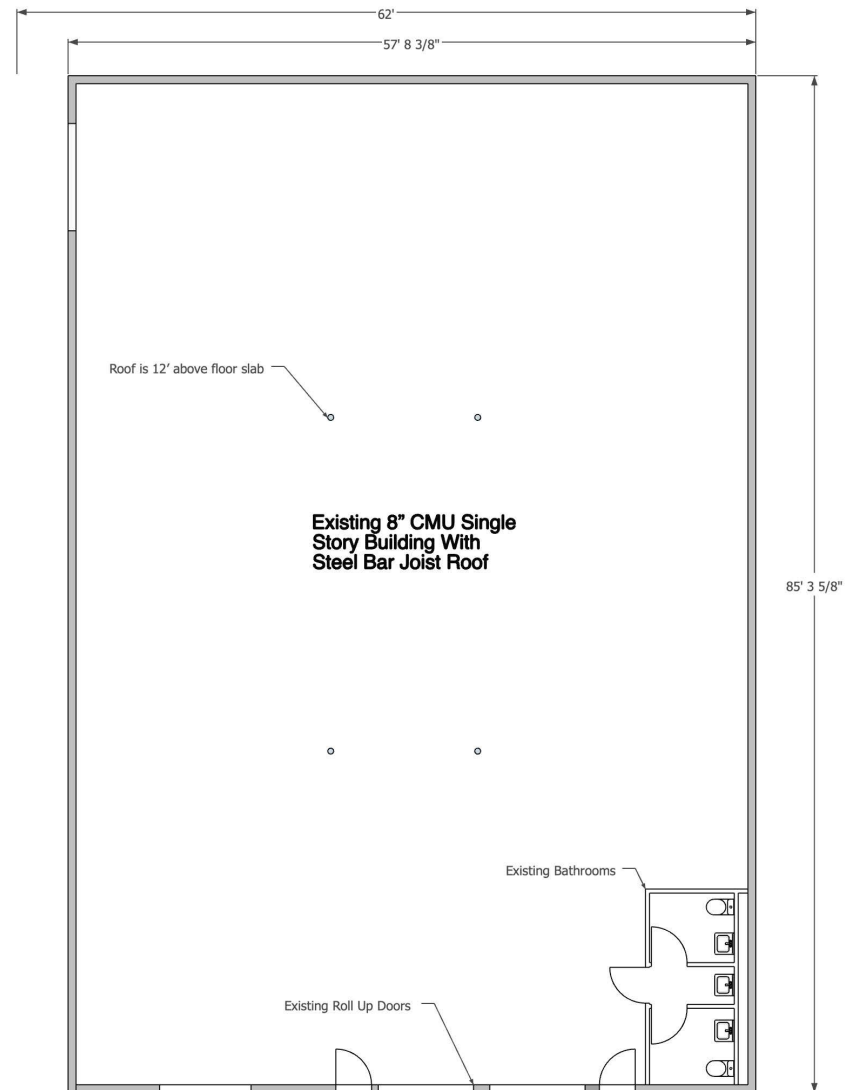 62'
57' 8 3/8"
Roof is 12’ above floor slab
Existing 8” CMU Single
Story Building With
Steel Bar Joist Roof
85' 3 5/8"
Existing Bathrooms
Existing Roll Up Doors